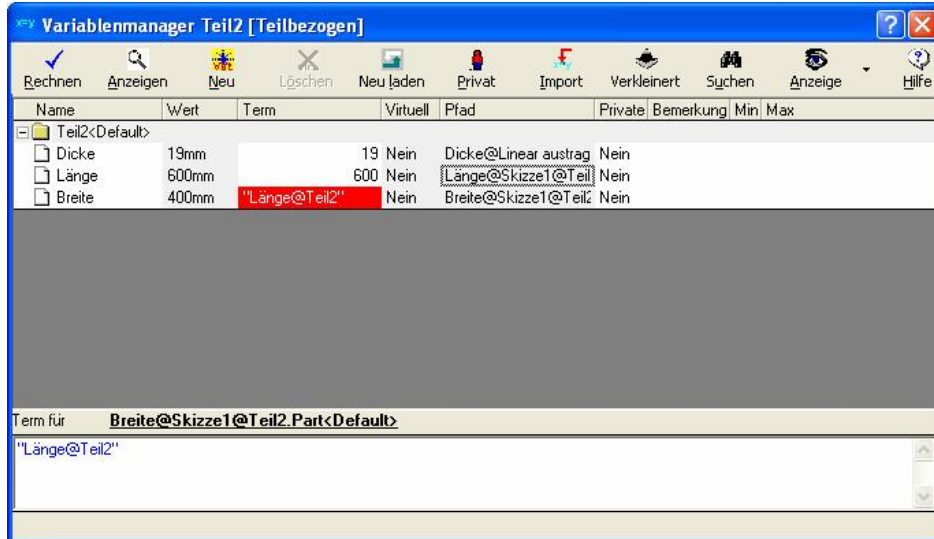 Variablenmanager Teil2 [Teilbezogen]
Rechnen Anzeigen Neu Löschen Neu laden Privat Import Verkleinert Suchen Anzeige Hilfe
Name Wert Term Virtuell Pfad Private Bemerkung Min Max
Teil2<Default>
Dicke 19mm 19 Nein Dicke@Linear austrag Nein
Länge 600mm 600 Nein Länge@Skizze1@Teil Nein
Breite 400mm "Länge@Teil2" Nein Breite@Skizze1@Teil2 Nein
Term für Breite@Skizze1@Teil2.Part<Default>
"Länge@Teil2"